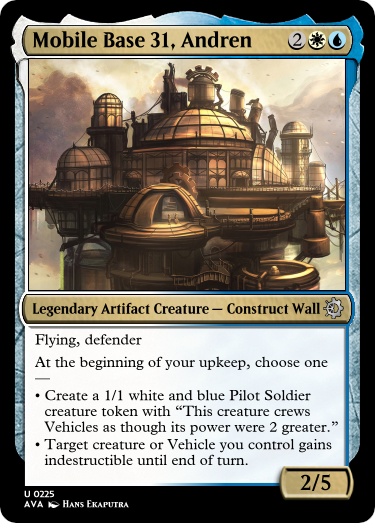 Mobile Base 31, Andren 2
Legendary Artifact Creature — Construct Wall
Flying, defender
At the beginning of your upkeep, choose one
—
• Create a 1/1 white and blue Pilot Soldier
creature token with “This creature crews
Vehicles as though its power were 2 greater.”
• Target creature or Vehicle you control gains
indestructible until end of turn.
2/5
U 0225
AVA Hans Ekaputra